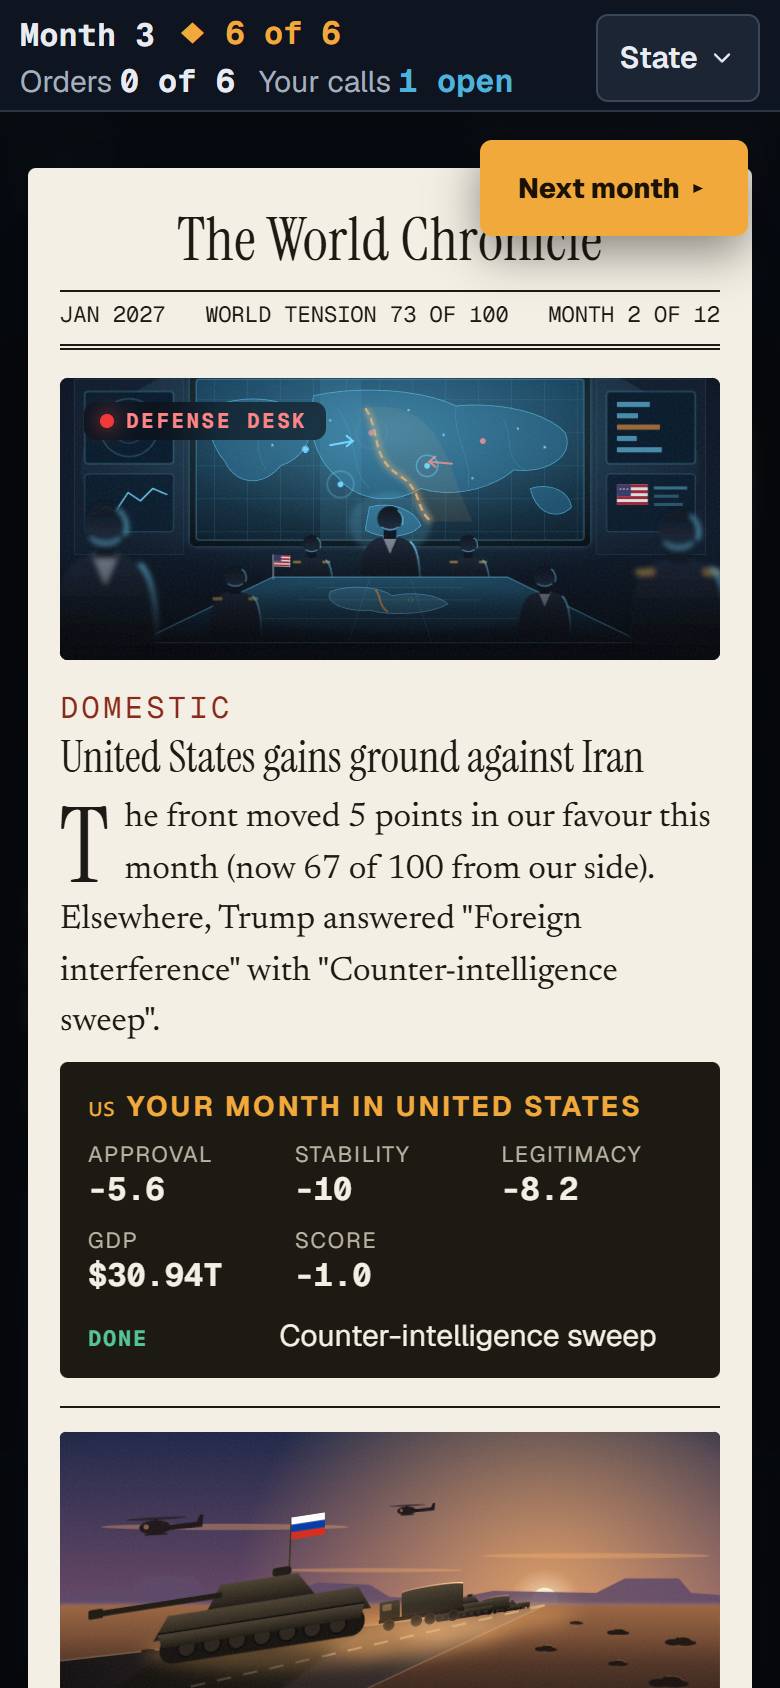 Month 3 ◆ 6 of 6
Orders 0 of 6 Your calls 1 open
State
Next month ▸
The World Chronicle
JAN 2027 WORLD TENSION 73 OF 100 MONTH 2 OF 12
DEFENSE DESK
DOMESTIC
United States gains ground against Iran
The front moved 5 points in our favour this
month (now 67 of 100 from our side).
Elsewhere, Trump answered "Foreign
interference" with "Counter-intelligence
sweep".
US YOUR MONTH IN UNITED STATES
APPROVAL STABILITY LEGITIMACY
-5.6 -10 -8.2
GDP SCORE
$30.94T -1.0
DONE Counter-intelligence sweep